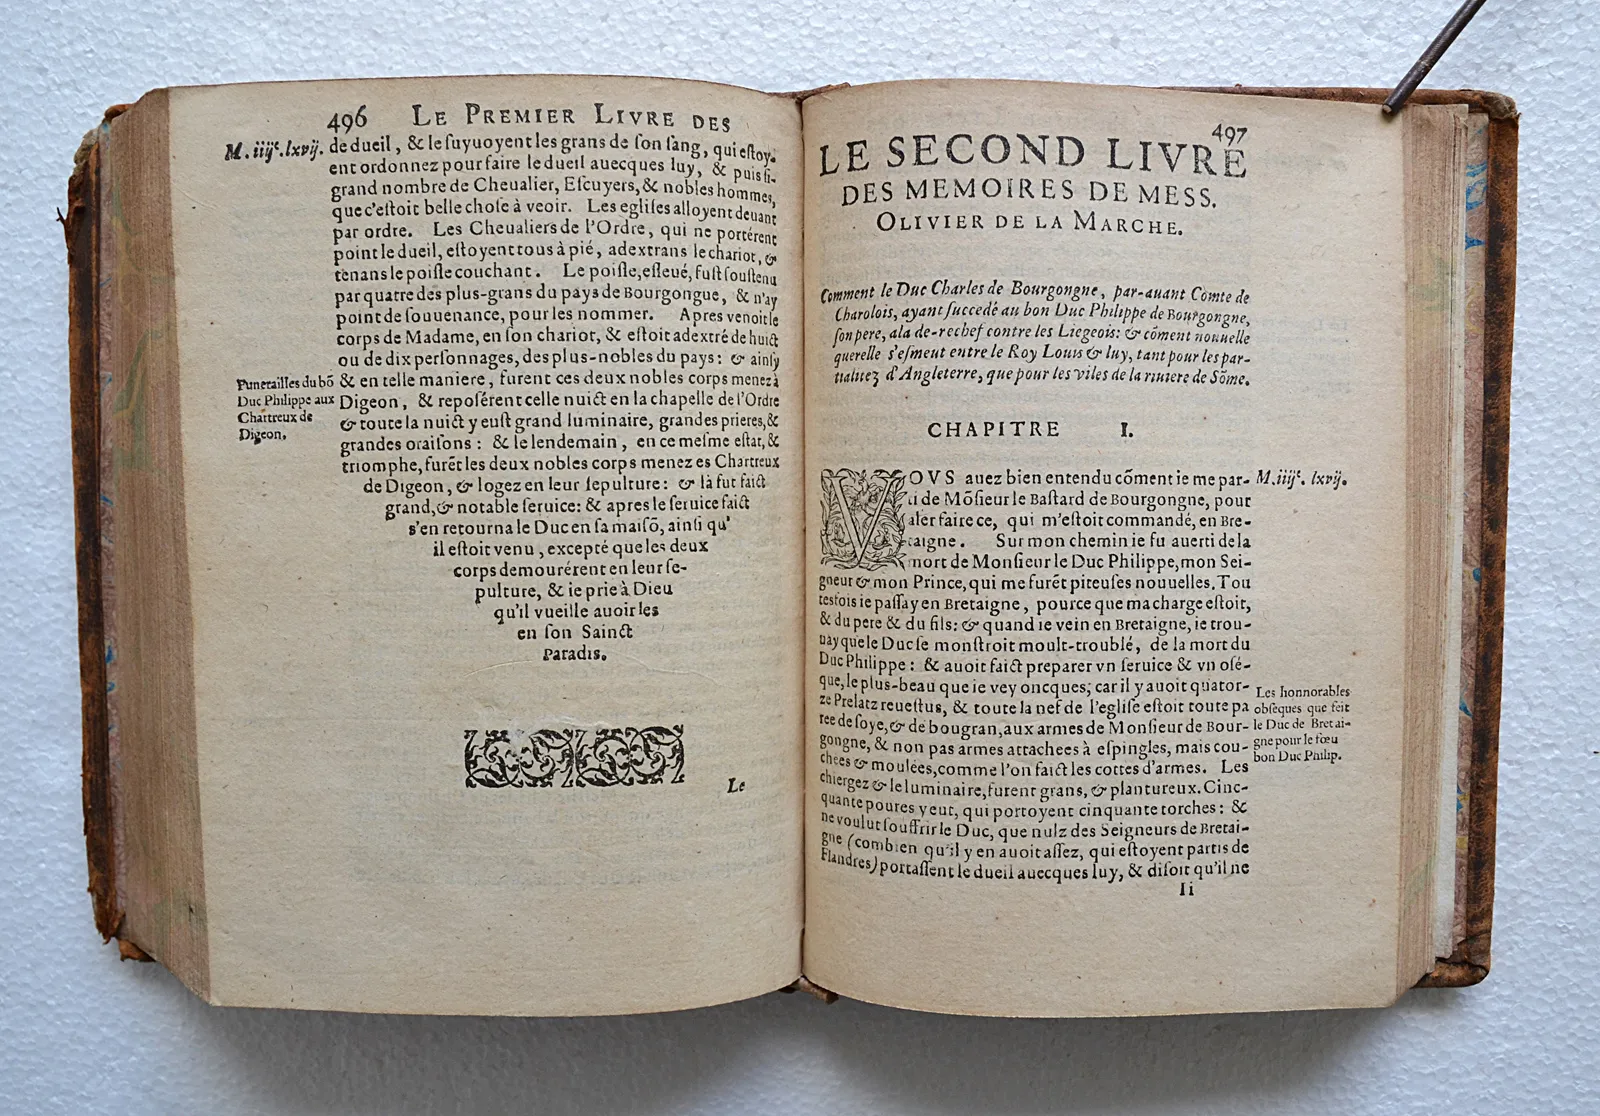 496 LE PREMIER LIVRE DES
M.iiijᶜ.lxvij.
de dueil, & le ſuyuoyent les grans de ſon ſang, qui eſtoy-
ent ordonnez pour faire le dueil auecques luy, & puis ſi-
grand nombre de Cheualier, Eſcuyers, & nobles hommes,
que c'eſtoit belle choſe à veoir. Les egliſes alloyent deuant
par ordre. Les Cheualiers de l'Ordre, qui ne portérent
point le dueil, eſtoyent tous à pié, adextrans le chariot, &
tenans le poiſle couchant. Le poiſle, eſleué, fuſt ſouſtenu
par quatre des plus-grans du pays de Bourgongue, & n'ay
point de ſouuenance, pour les nommer. Apres venoit le
corps de Madame, en ſon chariot, & eſtoit adextré de huict
ou de dix perſonnages, des plus-nobles du pays: & ainſy
& en telle maniere, furent ces deux nobles corps menez à
Digeon, & repoſérent celle nuict en la chapelle de l'Ordre
& toute la nuict y euſt grand luminaire, grandes prieres, &
grandes oraiſons: & le lendemain, en ce meſme eſtat, &
triomphe, furẽt les deux nobles corps menez es Chartreux
de Digeon, & logez en leur ſepulture: & là fut faict
grand, & notable ſeruice: & apres le ſeruice faict
s'en retourna le Duc en ſa maiſõ, ainſi qu'
il eſtoit venu, excepté que les deux
corps demourérent en leur ſe-
pulture, & ie prie à Dieu
qu'il vueille auoir les
en ſon Sainct
Paradis.
Funerailles du bõ
Duc Philippe aux
Chartreux de
Digeon.
Le
497
LE SECOND LIVRE
DES MEMOIRES DE MESS.
OLIVIER DE LA MARCHE.
Comment le Duc Charles de Bourgongne, par-auant Comte de
Charolois, ayant ſuccedé au bon Duc Philippe de Bourgongne,
ſon pere, ala de-rechef contre les Liegeois: & cõment nouuelle
querelle s'eſmeut entre le Roy Louis & luy, tant pour les par-
tialitez d'Angleterre, que pour les viles de la riuiere de Sõme.
CHAPITRE I.
VOVS auez bien entendu cõment ie me par-
ti de Mõſieur le Baſtard de Bourgongne, pour
aler faire ce, qui m'eſtoit commandé, en Bre-
taigne. Sur mon chemin ie fu auerti de la
mort de Monſieur le Duc Philippe, mon Sei-
gneur & mon Prince, qui me furẽt piteuſes nouuelles. Tou
tesfois ie paſſay en Bretaigne, pource que ma charge eſtoit,
& du pere & du fils: & quand ie vein en Bretaigne, ie trou-
uay que le Duc ſe monſtroit moult-troublé, de la mort du
Duc Philippe: & auoit faict preparer vn ſeruice & vn oſé-
que, le plus-beau que ie vey oncques; car il y auoit quator-
ze Prelatz reueſtus, & toute la nef de l'egliſe eſtoit toute pa
ree de ſoye, & de bougran, aux armes de Monſieur de Bour-
gongne, & non pas armes attachees à eſpingles, mais cou-
chees & moulées, comme l'on faict les cottes d'armes. Les
chiergez & le luminaire, furent grans, & plantureux. Cinc-
quante poures y eut, qui portoyent cinquante torches: &
ne voulut ſouffrir le Duc, que nulz des Seigneurs de Bretai-
gne (combien qu'il y en auoit aſſez, qui eſtoyent partis de
Flandres) portaſſent le dueil auecques luy, & diſoit qu'il ne
M.iiijᶜ. lxvij.
Les honnorables
obſeques que feit
le Duc de Bretai-
gne pour le fœu
bon Duc Philip.
Ii